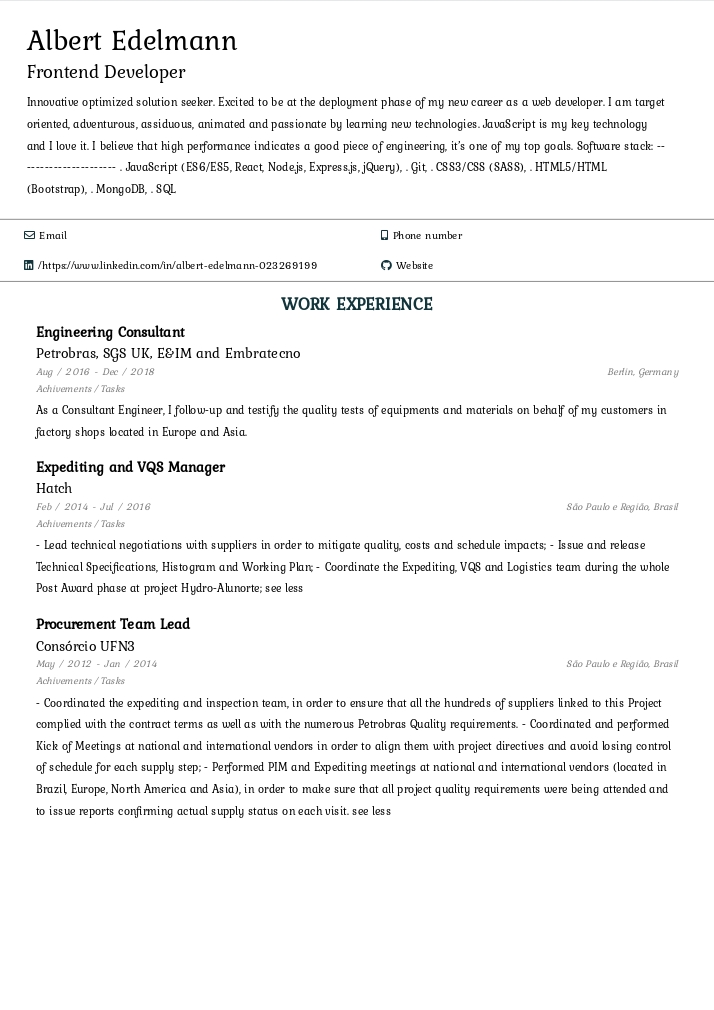 Albert Edelmann
Frontend Developer
Innovative optimized solution seeker. Excited to be at the deployment phase of my new career as a web developer. I am target
oriented, adventurous, assiduous, animated and passionate by learning new technologies. JavaScript is my key technology
and I love it. I believe that high performance indicates a good piece of engineering, it's one of my top goals. Software stack: --
--------------------- . JavaScript (ES6/ES5, React, Node.js, Express.js, jQuery), . Git, . CSS3/CSS (SASS), . HTML5/HTML
(Bootstrap), . MongoDB, . SQL
Email
Phone number
/https://www.linkedin.com/in/albert-edelmann-023269199
Website
WORK EXPERIENCE
Engineering Consultant
Petrobras, SGS UK, E&IM and Embratecno
Aug / 2016 - Dec / 2018
Berlin, Germany
Achivements / Tasks
As a Consultant Engineer, I follow-up and testify the quality tests of equipments and materials on behalf of my customers in
factory shops located in Europe and Asia.
Expediting and VQS Manager
Hatch
Feb / 2014 - Jul / 2016
São Paulo e Região, Brasil
Achivements / Tasks
- Lead technical negotiations with suppliers in order to mitigate quality, costs and schedule impacts; - Issue and release
Technical Specifications, Histogram and Working Plan; - Coordinate the Expediting, VQS and Logistics team during the whole
Post Award phase at project Hydro-Alunorte; see less
Procurement Team Lead
Consórcio UFN3
May / 2012 - Jan / 2014
São Paulo e Região, Brasil
Achivements / Tasks
- Coordinated the expediting and inspection team, in order to ensure that all the hundreds of suppliers linked to this Project
complied with the contract terms as well as with the numerous Petrobras Quality requirements. - Coordinated and performed
Kick of Meetings at national and international vendors in order to align them with project directives and avoid losing control
of schedule for each supply step; - Performed PIM and Expediting meetings at national and international vendors (located in
Brazil, Europe, North America and Asia), in order to make sure that all project quality requirements were being attended and
to issue reports confirming actual supply status on each visit. see less